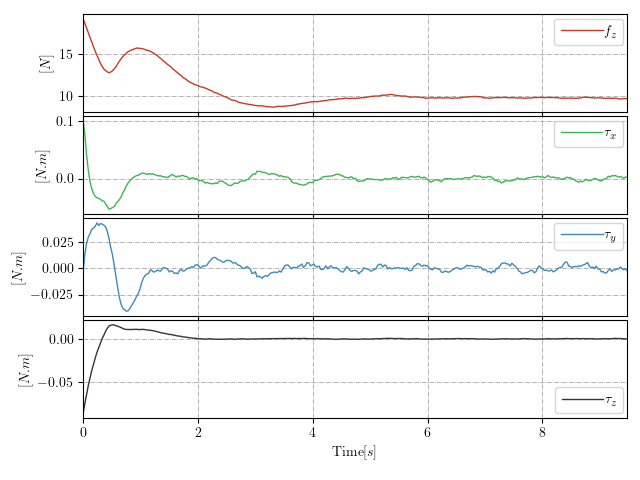 15
10
[N]
f_z
0.1
0.0
[N.m]
τ_x
0.025
0.000
−0.025
[N.m]
τ_y
0.00
−0.05
[N.m]
τ_z
0 2 4 6 8
Time[s]